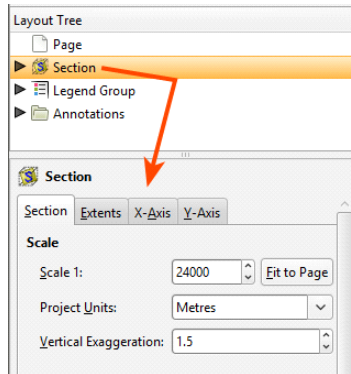 Layout Tree
Page
Section
Legend Group
Annotations
Section
Section Extents X-Axis Y-Axis
Scale
Scale 1: 24000 Fit to Page
Project Units: Metres
Vertical Exaggeration: 1.5